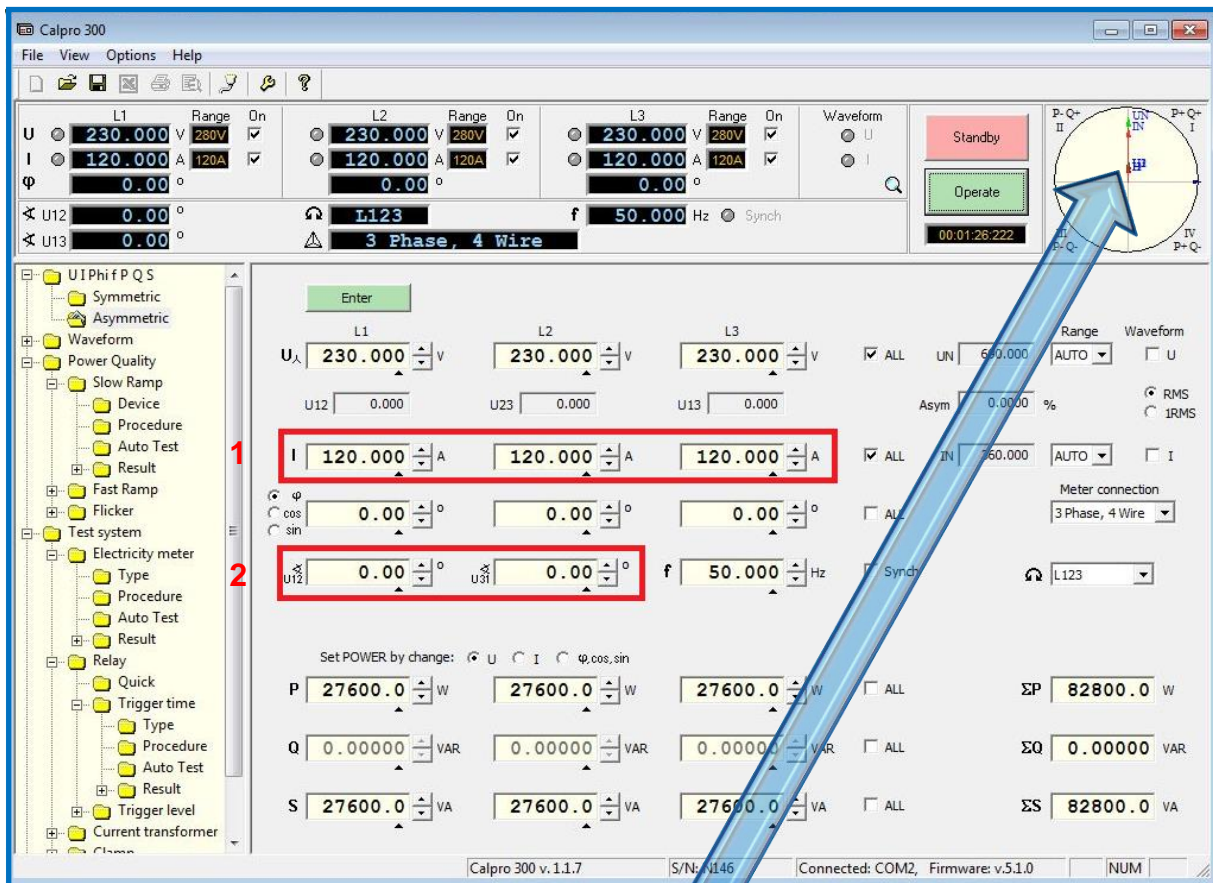 Calpro 300
File View Options Help
L1 Range On L2 Range On L3 Range On Waveform
U 230.000 V 280V 230.000 V 280V 230.000 V 280V U
I 120.000 A 120A 120.000 A 120A 120.000 A 120A I
φ 0.00 ° 0.00 ° 0.00 °
∢ U12 0.00 ° L123 f 50.000 Hz Synch
∢ U13 0.00 ° 3 Phase, 4 Wire
Standby
Operate
00:01:26:222
P- Q+ UN P+ Q+
II IN I
III IV
P- Q- P+ Q-
U I Phi f P Q S
Symmetric
Asymmetric
Waveform
Power Quality
Slow Ramp
Device
Procedure
Auto Test
Result
Fast Ramp
Flicker
Test system
Electricity meter
Type
Procedure
Auto Test
Result
Relay
Quick
Trigger time
Type
Procedure
Auto Test
Result
Trigger level
Current transformer
Clamp
Enter
L1 L2 L3 Range Waveform
U 230.000 V 230.000 V 230.000 V ALL UN AUTO U
U12 0.000 U23 0.000 U13 0.000 Asym 0.0000 % RMS
1RMS
1 I 120.000 A 120.000 A 120.000 A ALL IN 360.000 AUTO I
φ Meter connection
cos 0.00 ° 0.00 ° 0.00 ° ALL 3 Phase, 4 Wire
sin
2 ∢ U12 0.00 ° ∢ U31 0.00 ° f 50.000 Hz Synch L123
Set POWER by change: U I φ,cos,sin
P 27600.0 W 27600.0 W 27600.0 W ALL ΣP 82800.0 W
Q 0.00000 VAR 0.00000 VAR 0.00000 VAR ALL ΣQ 0.00000 VAR
S 27600.0 VA 27600.0 VA 27600.0 VA ALL ΣS 82800.0 VA
Calpro 300 v. 1.1.7 S/N: N146 Connected: COM2, Firmware: v.5.1.0 NUM